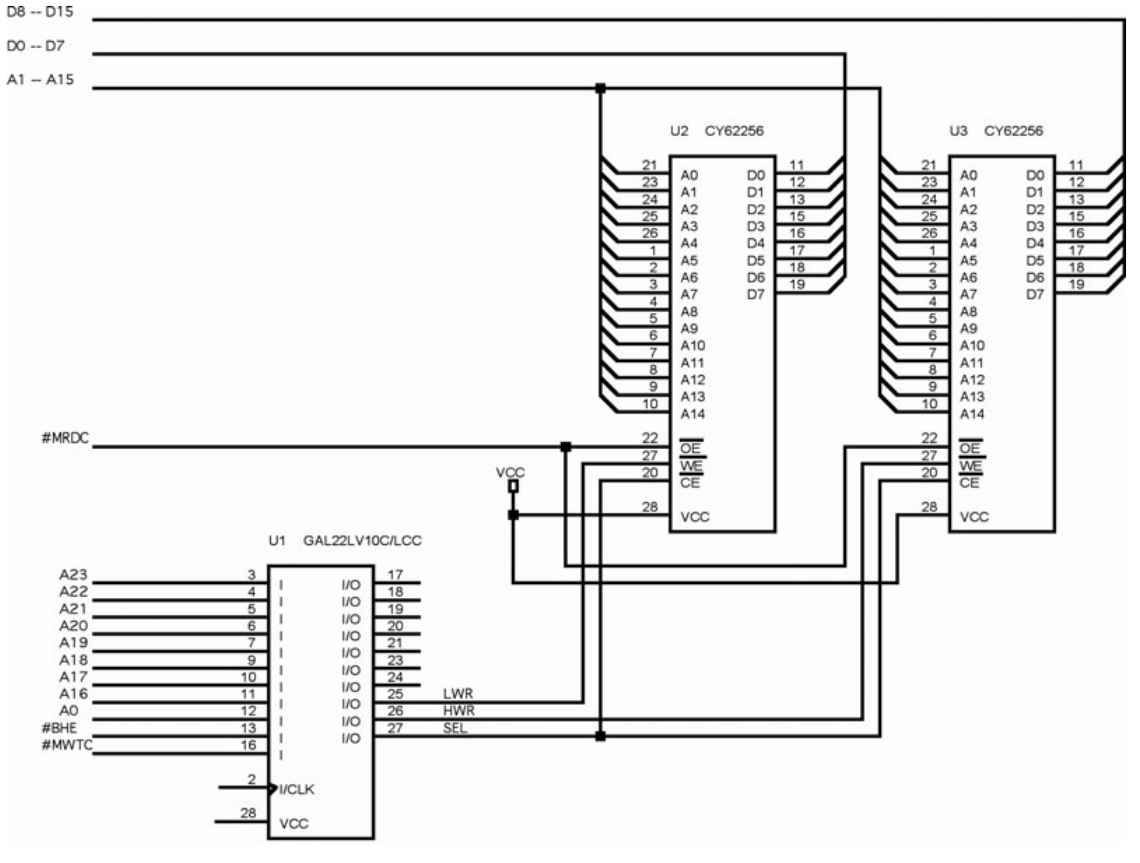 D8 -- D15
D0 -- D7
A1 -- A15
U2 CY62256
U3 CY62256
21 A0 D0 11
23 A1 D1 12
24 A2 D2 13
25 A3 D3 15
26 A4 D4 16
1 A5 D5 17
2 A6 D6 18
3 A7 D7 19
4 A8
5 A9
6 A10
7 A11
8 A12
9 A13
10 A14
22 OE
27 WE
20 CE
28 VCC
21 A0 D0 11
23 A1 D1 12
24 A2 D2 13
25 A3 D3 15
26 A4 D4 16
1 A5 D5 17
2 A6 D6 18
3 A7 D7 19
4 A8
5 A9
6 A10
7 A11
8 A12
9 A13
10 A14
22 OE
27 WE
20 CE
28 VCC
#MRDC
VCC
U1 GAL22LV10C/LCC
A23 3 I I/O 17
A22 4 I I/O 18
A21 5 I I/O 19
A20 6 I I/O 20
A19 7 I I/O 21
A18 9 I I/O 23
A17 10 I I/O 24
A16 11 I I/O 25 LWR
A0 12 I I/O 26 HWR
#BHE 13 I I/O 27 SEL
#MWTC 16 I
2 I/CLK
28 VCC